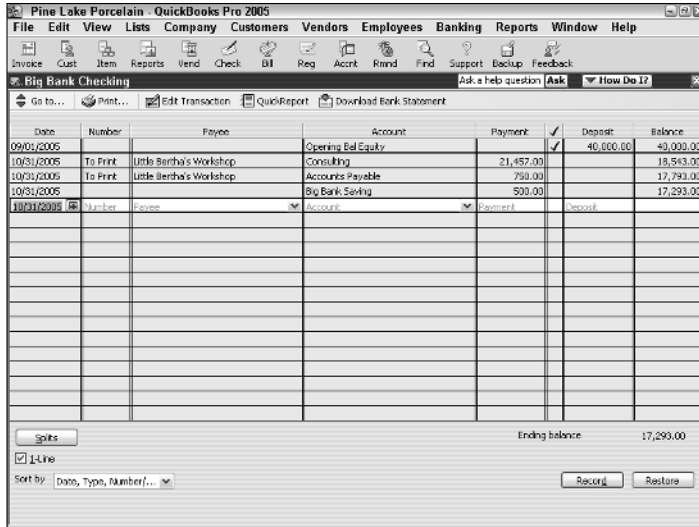 Pine Lake Porcelain - QuickBooks Pro 2005
File Edit View Lists Company Customers Vendors Employees Banking Reports Window Help
Invoice Cust Item Reports Vend Check Bill Reg Accnt Rmnd Find Support Backup Feedback
Big Bank Checking Ask a help question Ask How Do I?
Go to... Print... Edit Transaction QuickReport Download Bank Statement
Date Number Payee Account Payment ✓ Deposit Balance
09/01/2005 Opening Bal Equity ✓ 40,000.00 40,000.00
10/31/2005 To Print Little Bertha's Workshop Consulting 21,457.00 18,543.00
10/31/2005 To Print Little Bertha's Workshop Accounts Payable 750.00 17,793.00
10/31/2005 Big Bank Saving 500.00 17,293.00
10/31/2005 Number Payee Account Payment Deposit
Splits Ending balance 17,293.00
1-Line
Sort by Date, Type, Number/... Record Restore